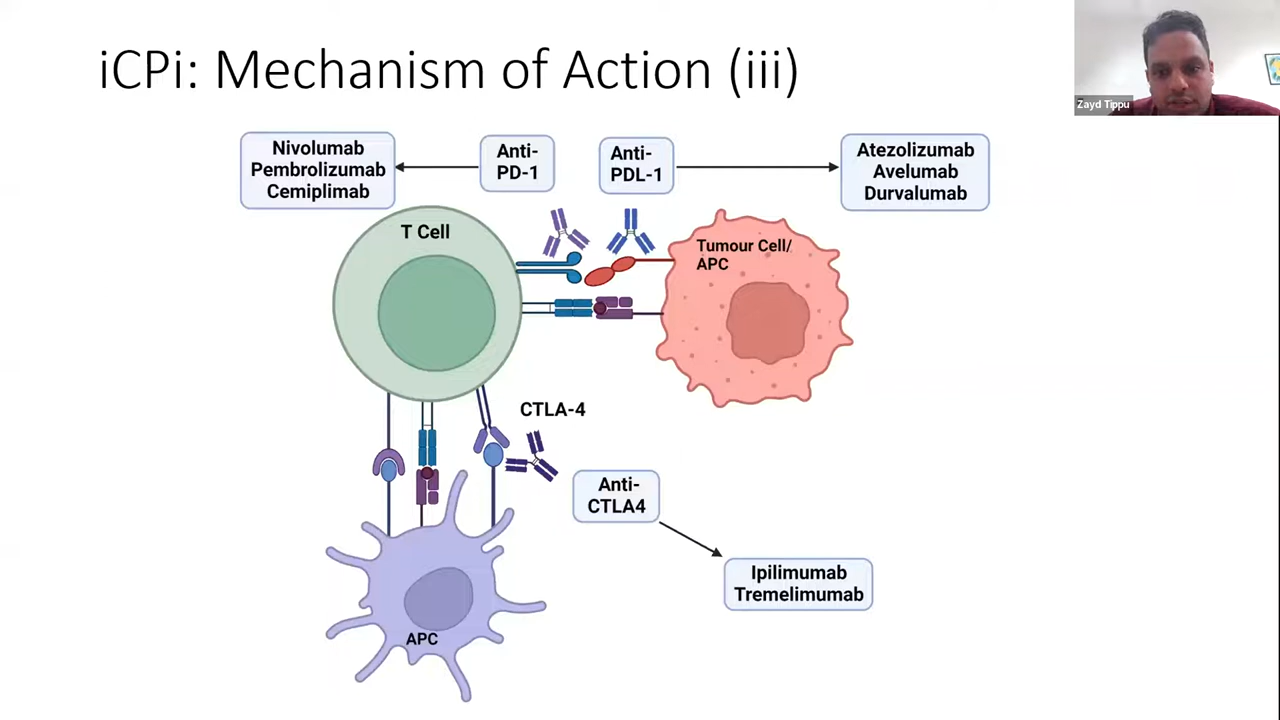 iCPi: Mechanism of Action (iii)
Zayd Tippu
Nivolumab
Pembrolizumab
Cemiplimab
Anti-
PD-1
Anti-
PDL-1
Atezolizumab
Avelumab
Durvalumab
T Cell
Tumour Cell/
APC
CTLA-4
Anti-
CTLA4
Ipilimumab
Tremelimumab
APC